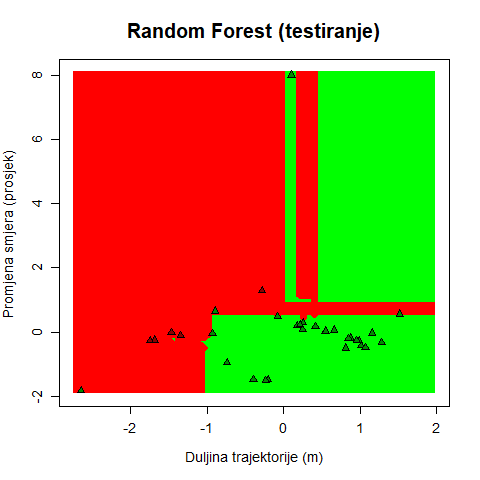 Random Forest (testiranje)
Promjena smjera (prosjek)
8
6
4
2
0
-2
-2 -1 0 1 2
Duljina trajektorije (m)